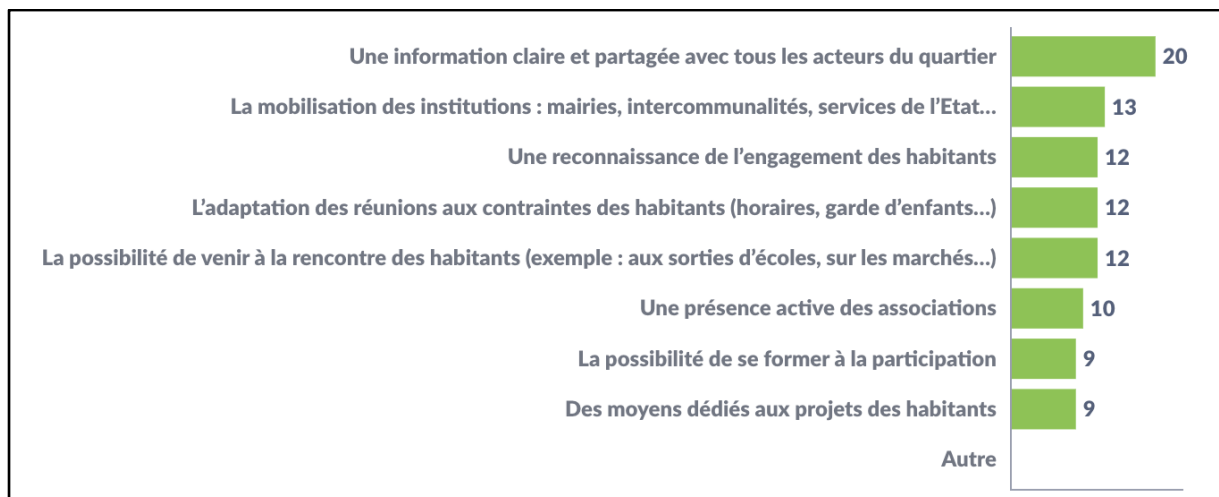 Une information claire et partagée avec tous les acteurs du quartier 20
La mobilisation des institutions : mairies, intercommunalités, services de l’Etat... 13
Une reconnaissance de l’engagement des habitants 12
L’adaptation des réunions aux contraintes des habitants (horaires, garde d’enfants...) 12
La possibilité de venir à la rencontre des habitants (exemple : aux sorties d’écoles, sur les marchés...) 12
Une présence active des associations 10
La possibilité de se former à la participation 9
Des moyens dédiés aux projets des habitants 9
Autre